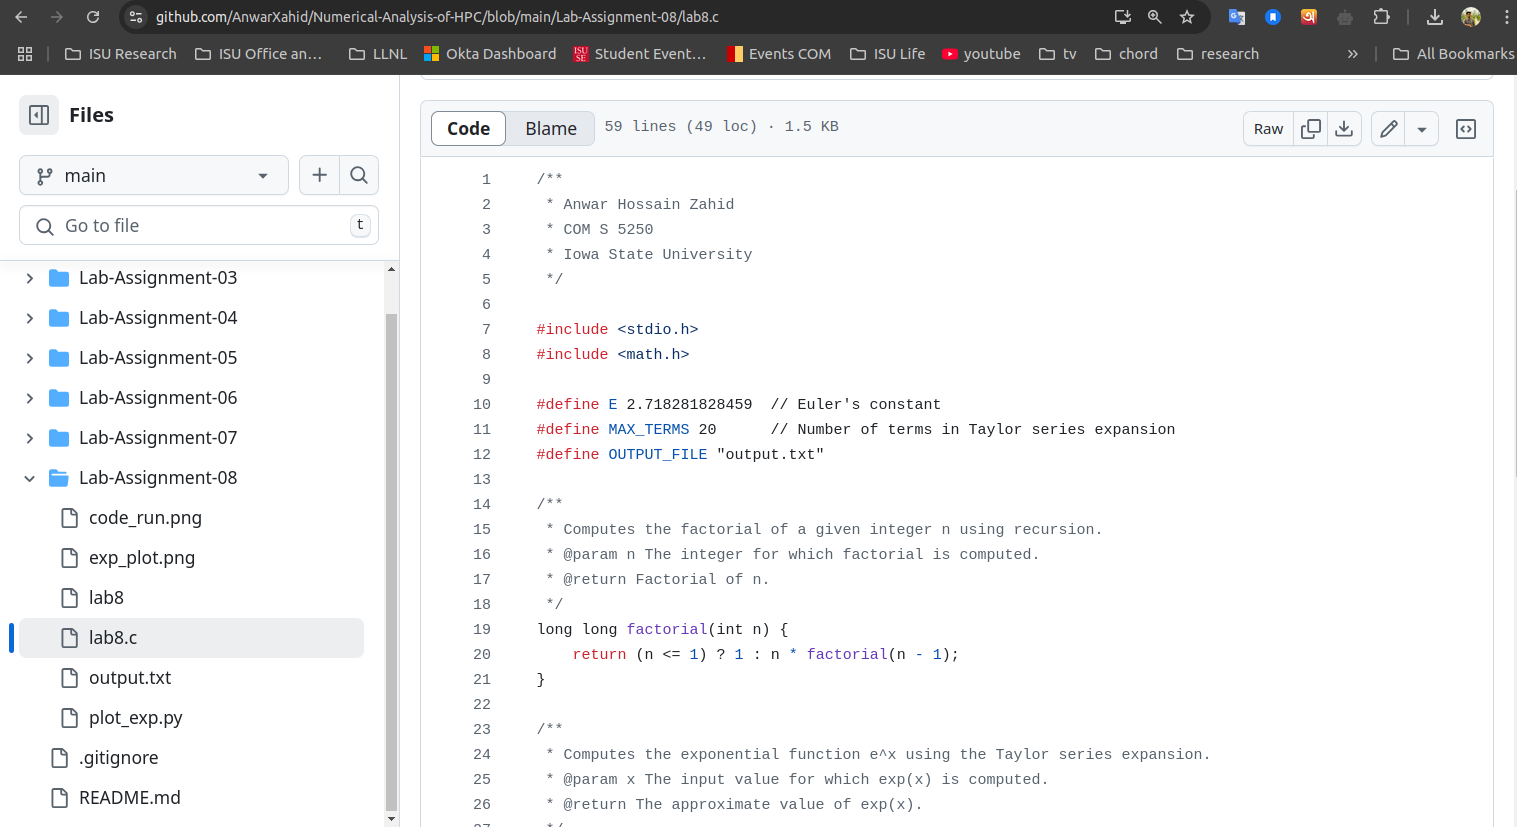 github.com/AnwarXahid/Numerical-Analysis-of-HPC/blob/main/Lab-Assignment-08/lab8.c
ISU Research
ISU Office an...
LLNL
Okta Dashboard
Student Event...
Events COM
ISU Life
youtube
tv
chord
research
»
All Bookmarks
Files
main
Go to file
t
Lab-Assignment-03
Lab-Assignment-04
Lab-Assignment-05
Lab-Assignment-06
Lab-Assignment-07
Lab-Assignment-08
code_run.png
exp_plot.png
lab8
lab8.c
output.txt
plot_exp.py
.gitignore
README.md
Code
Blame
59 lines (49 loc) · 1.5 KB
Raw
1 /**
2  * Anwar Hossain Zahid
3  * COM S 5250
4  * Iowa State University
5  */
6
7 #include <stdio.h>
8 #include <math.h>
9
10 #define E 2.718281828459  // Euler's constant
11 #define MAX_TERMS 20      // Number of terms in Taylor series expansion
12 #define OUTPUT_FILE "output.txt"
13
14 /**
15  * Computes the factorial of a given integer n using recursion.
16  * @param n The integer for which factorial is computed.
17  * @return Factorial of n.
18  */
19 long long factorial(int n) {
20     return (n <= 1) ? 1 : n * factorial(n - 1);
21 }
22
23 /**
24  * Computes the exponential function e^x using the Taylor series expansion.
25  * @param x The input value for which exp(x) is computed.
26  * @return The approximate value of exp(x).